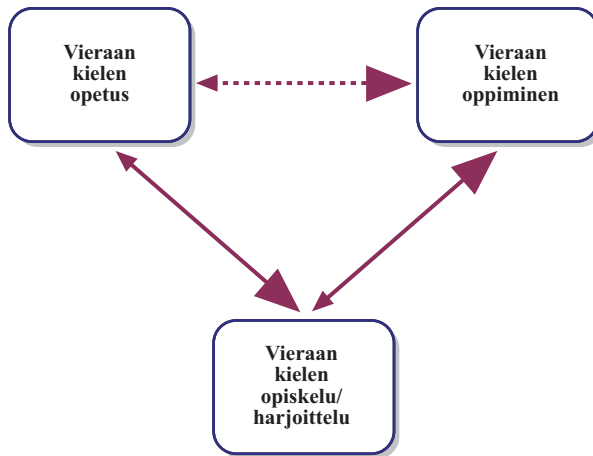 Vieraan
kielen
opetus
Vieraan
kielen
oppiminen
Vieraan
kielen
opiskelu/
harjoittelu